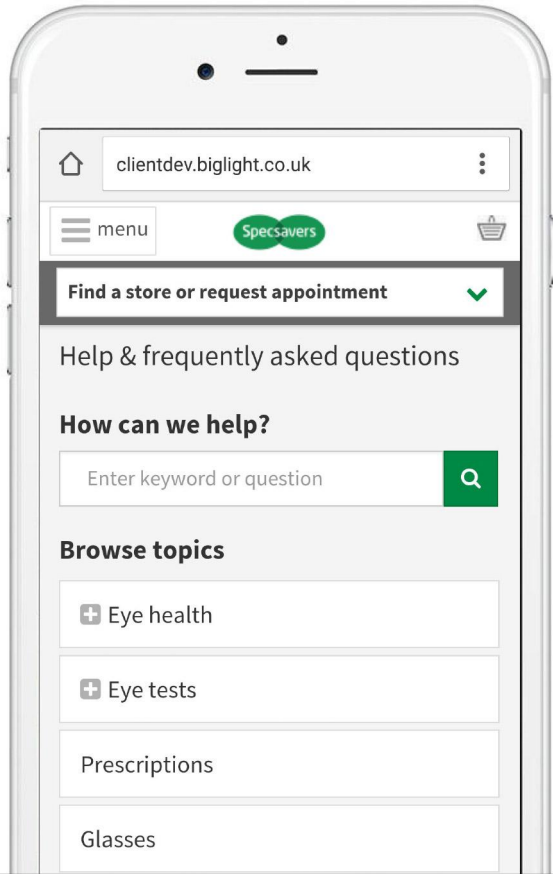 clientdev.biglight.co.uk
menu
Specsavers
Find a store or request appointment
Help & frequently asked questions
How can we help?
Enter keyword or question
Browse topics
Eye health
Eye tests
Prescriptions
Glasses